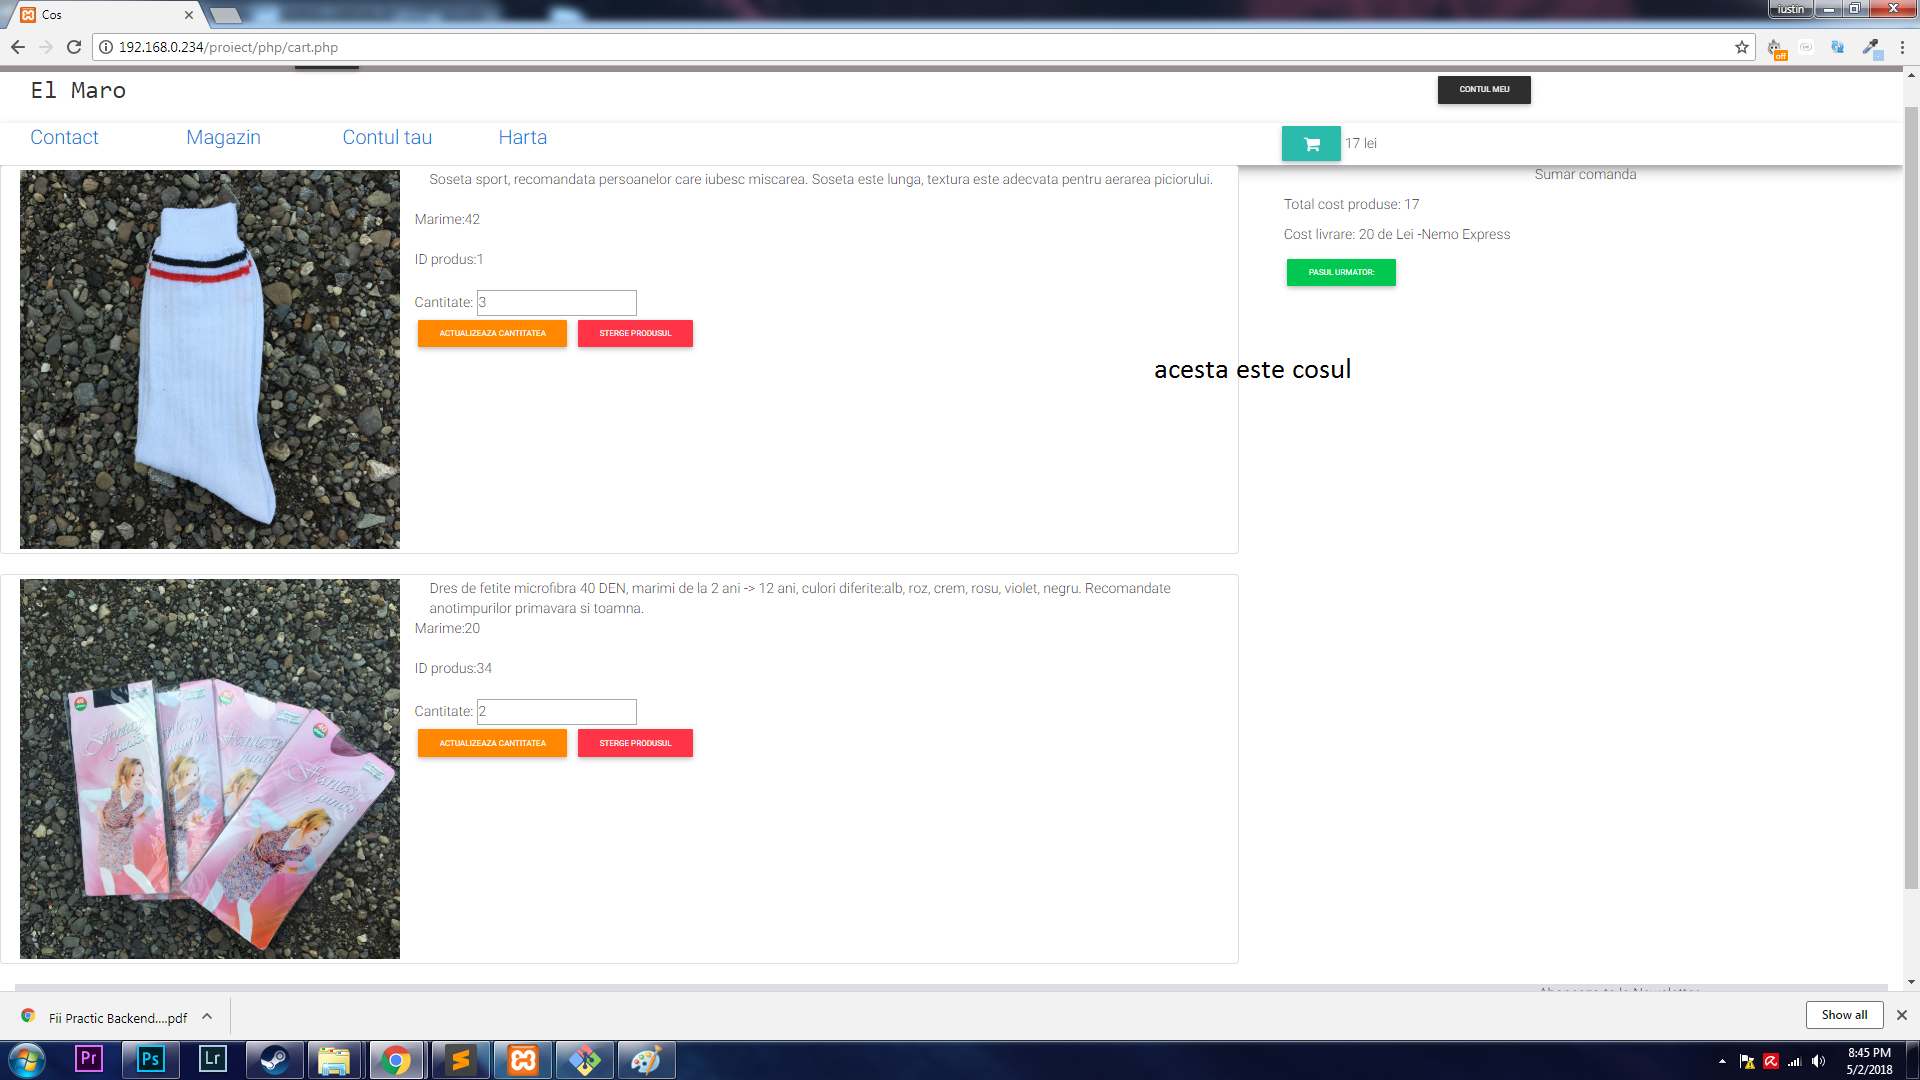 Cos
iustin
192.168.0.234/proiect/php/cart.php
off
El Maro
CONTUL MEU
Contact
Magazin
Contul tau
Harta
17 lei
Soseta sport, recomandata persoanelor care iubesc miscarea. Soseta este lunga, textura este adecvata pentru aerarea piciorului.
Marime:42
ID produs:1
Cantitate: 3
ACTUALIZEAZA CANTITATEA
STERGE PRODUSUL
Sumar comanda
Total cost produse: 17
Cost livrare: 20 de Lei -Nemo Express
PASUL URMATOR:
acesta este cosul
Dres de fetite microfibra 40 DEN, marimi de la 2 ani -> 12 ani, culori diferite:alb, roz, crem, rosu, violet, negru. Recomandate
anotimpurilor primavara si toamna.
Marime:20
ID produs:34
Cantitate: 2
ACTUALIZEAZA CANTITATEA
STERGE PRODUSUL
Fantasy
junior
Fantasy
junior
Fii Practic Backend....pdf
Show all
Pr
Ps
Lr
8:45 PM
5/2/2018